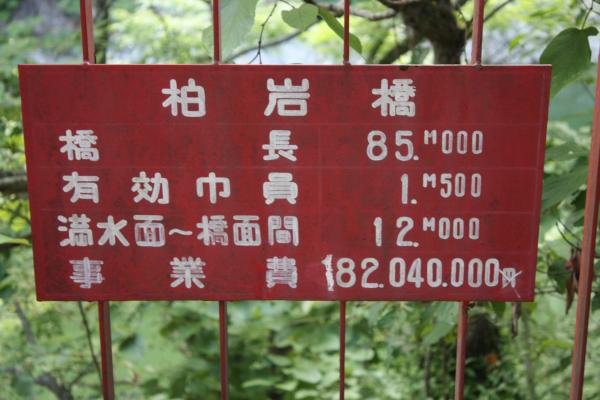 柏岩橋
橋長 85.M000
有効巾員 1.M500
満水面〜橋面間 12.M000
事業費 182.040.000円